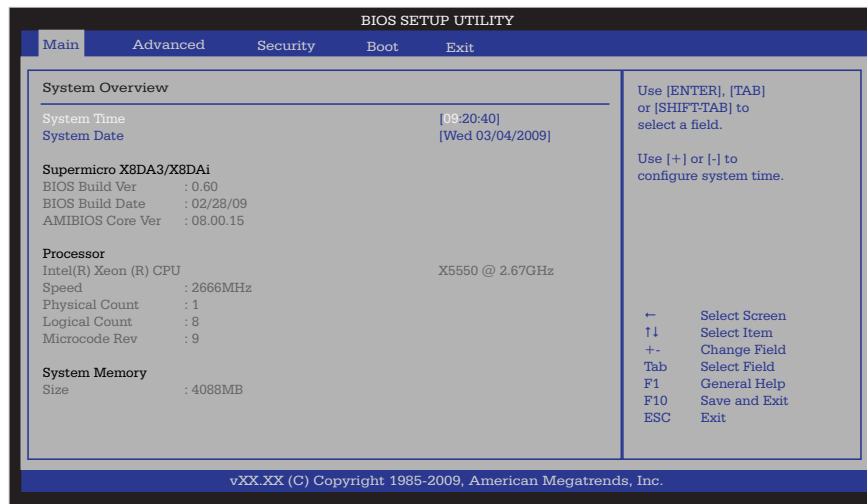 BIOS SETUP UTILITY
Main Advanced Security Boot Exit
System Overview
System Time [09:20:40]
System Date [Wed 03/04/2009]
Supermicro X8DA3/X8DAi
BIOS Build Ver : 0.60
BIOS Build Date : 02/28/09
AMIBIOS Core Ver : 08.00.15
Processor
Intel(R) Xeon (R) CPU X5550 @ 2.67GHz
Speed : 2666MHz
Physical Count : 1
Logical Count : 8
Microcode Rev : 9
System Memory
Size : 4088MB
Use [ENTER], [TAB]
or [SHIFT-TAB] to
select a field.
Use [+] or [-] to
configure system time.
← Select Screen
↑↓ Select Item
+- Change Field
Tab Select Field
F1 General Help
F10 Save and Exit
ESC Exit
vXX.XX (C) Copyright 1985-2009, American Megatrends, Inc.